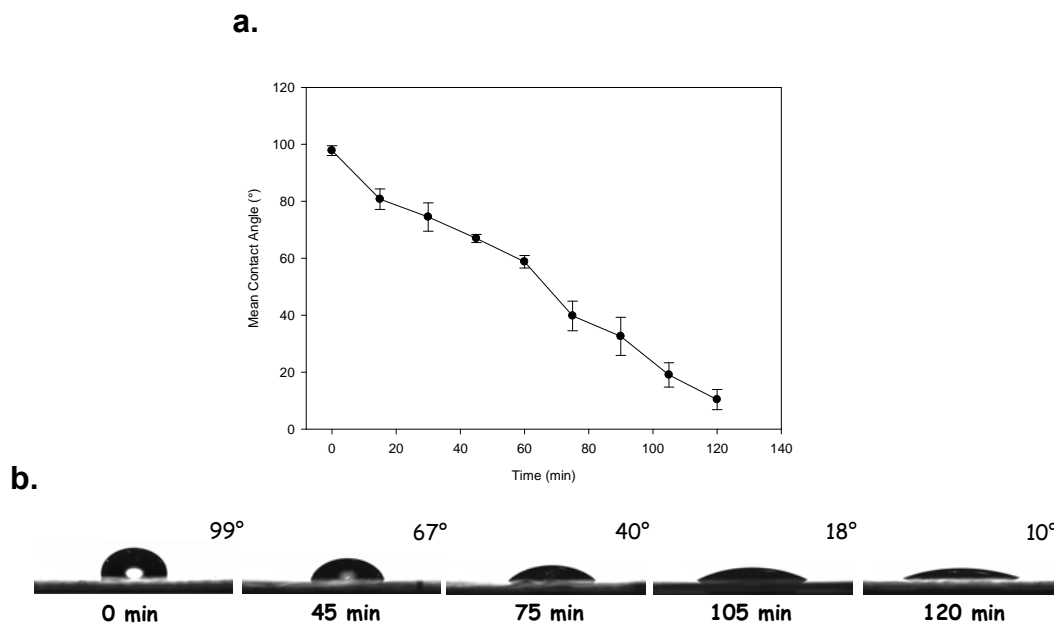 a.
120
100
80
60
40
20
0
Mean Contact Angle (°)
0 20 40 60 80 100 120 140
Time (min)
b.
99° 67° 40° 18° 10°
0 min 45 min 75 min 105 min 120 min